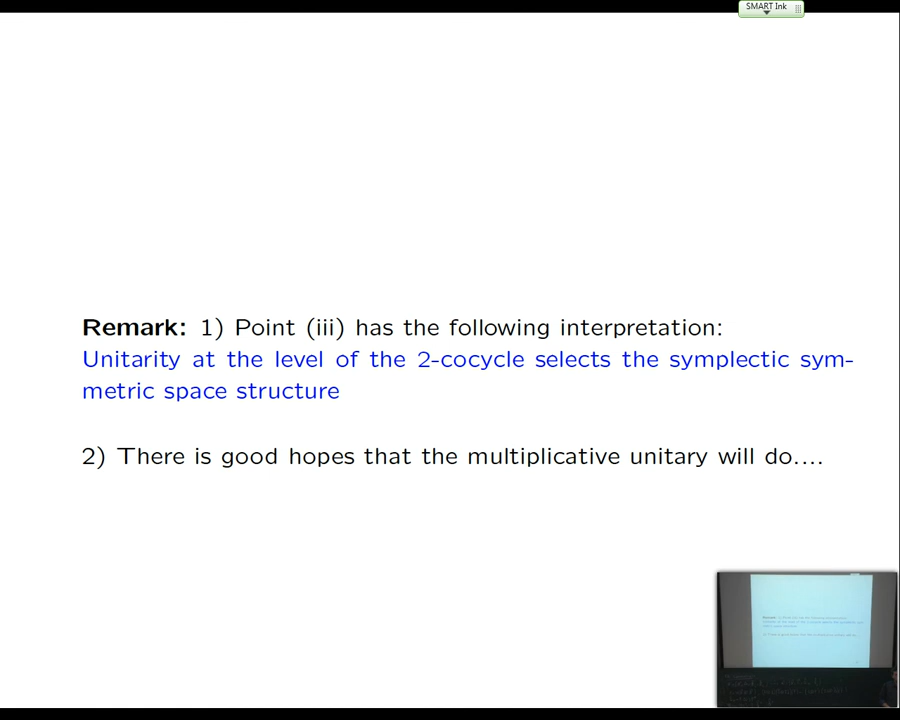 SMART Ink
Remark: 1) Point (iii) has the following interpretation:
Unitarity at the level of the 2-cocycle selects the symplectic sym-
metric space structure
2) There is good hopes that the multiplicative unitary will do....